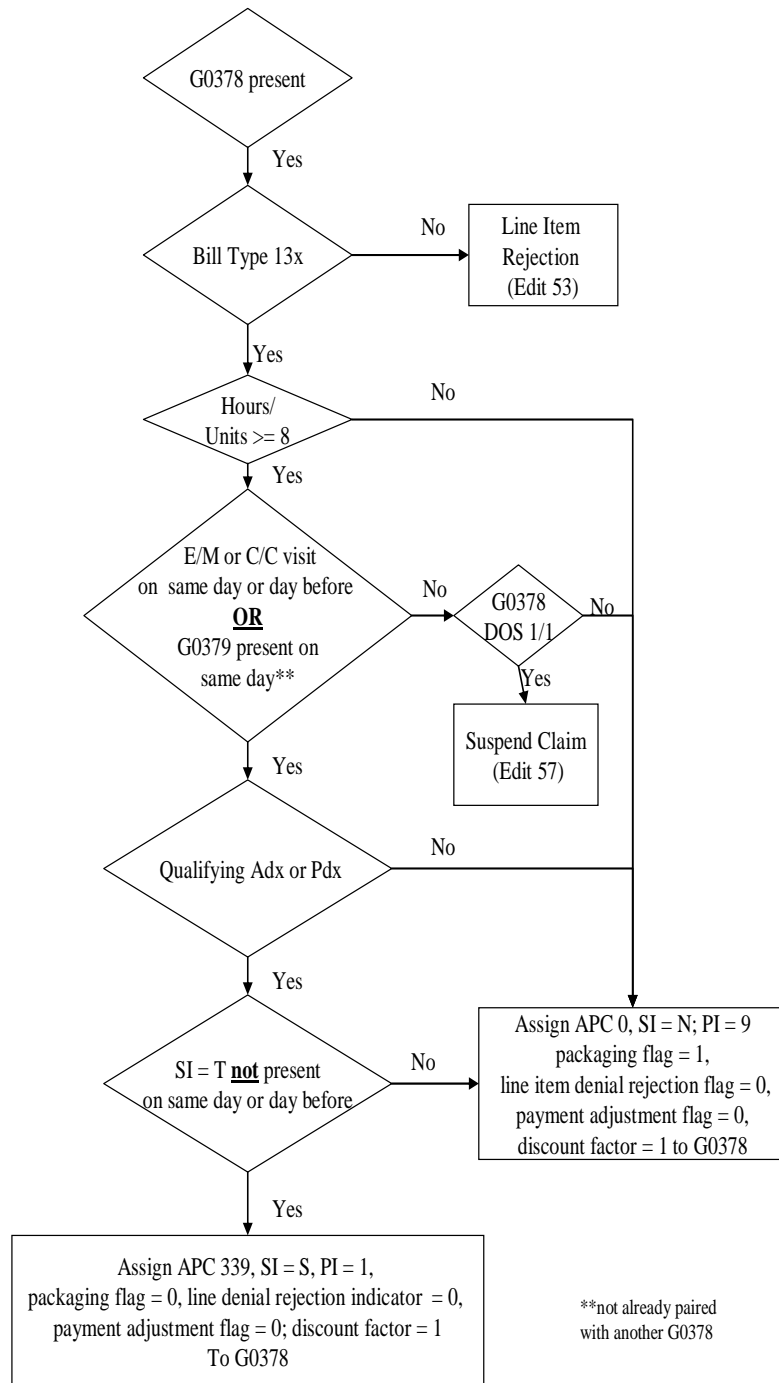 G0378 present
Yes
Bill Type 13x
No
Line Item
Rejection
(Edit 53)
Yes
Hours/
Units >= 8
No
Yes
E/M or C/C visit
on same day or day before
OR
G0379 present on
same day**
No
G0378
DOS 1/1
No
Yes
Suspend Claim
(Edit 57)
Yes
Qualifying Adx or Pdx
No
Yes
SI = T not present
on same day or day before
No
Assign APC 0, SI = N; PI = 9
packaging flag = 1,
line item denial rejection flag = 0,
payment adjustment flag = 0,
discount factor = 1 to G0378
Yes
Assign APC 339, SI = S, PI = 1,
packaging flag = 0, line denial rejection indicator = 0,
payment adjustment flag = 0; discount factor = 1
To G0378
**not already paired
with another G0378